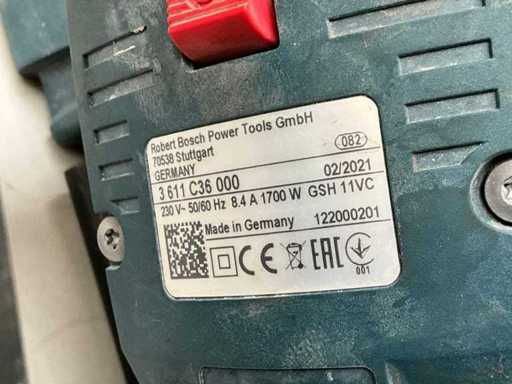 Robert Bosch Power Tools GmbH
70538 Stuttgart
GERMANY
082
3 611 C36 000
02/2021
230 V~ 50/60 Hz 8.4 A 1700 W GSH 11VC
Made in Germany
122000201
CE
EAC
001